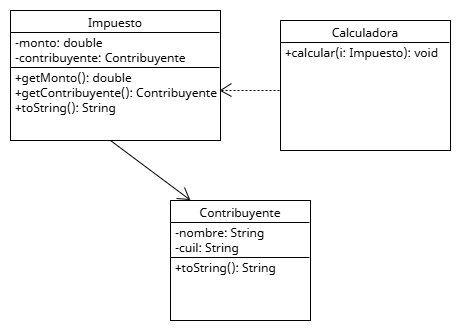 Impuesto
-monto: double
-contribuyente: Contribuyente
+getMonto(): double
+getContribuyente(): Contribuyente
+toString(): String
Calculadora
+calcular(i: Impuesto): void
Contribuyente
-nombre: String
-cuil: String
+toString(): String